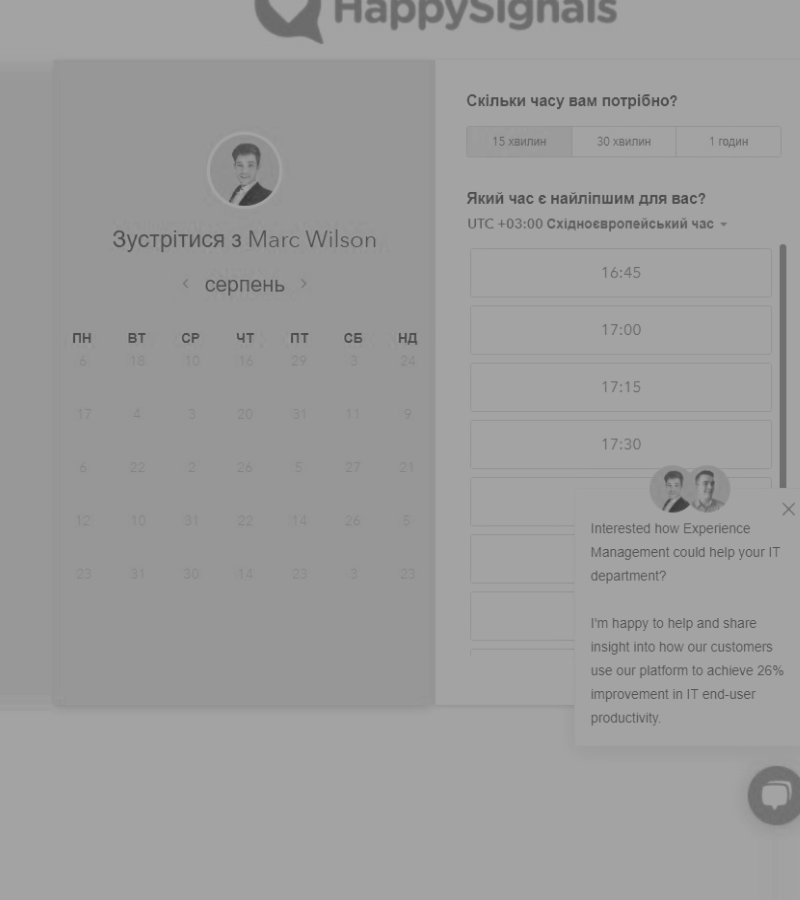 HappySignals
Зустрітися з Marc Wilson
серпень
ПН ВТ СР ЧТ ПТ СБ НД
6 18 10 16 29 3 24
17 4 3 20 31 11 9
6 22 2 26 5 27 21
12 10 31 22 14 26 5
23 31 30 14 23 3 23
Скільки часу вам потрібно?
15 хвилин 30 хвилин 1 годин
Який час є найліпшим для вас?
UTC +03:00 Східноєвропейський час
16:45
17:00
17:15
17:30
Interested how Experience
Management could help your IT
department?
I'm happy to help and share
insight into how our customers
use our platform to achieve 26%
improvement in IT end-user
productivity.